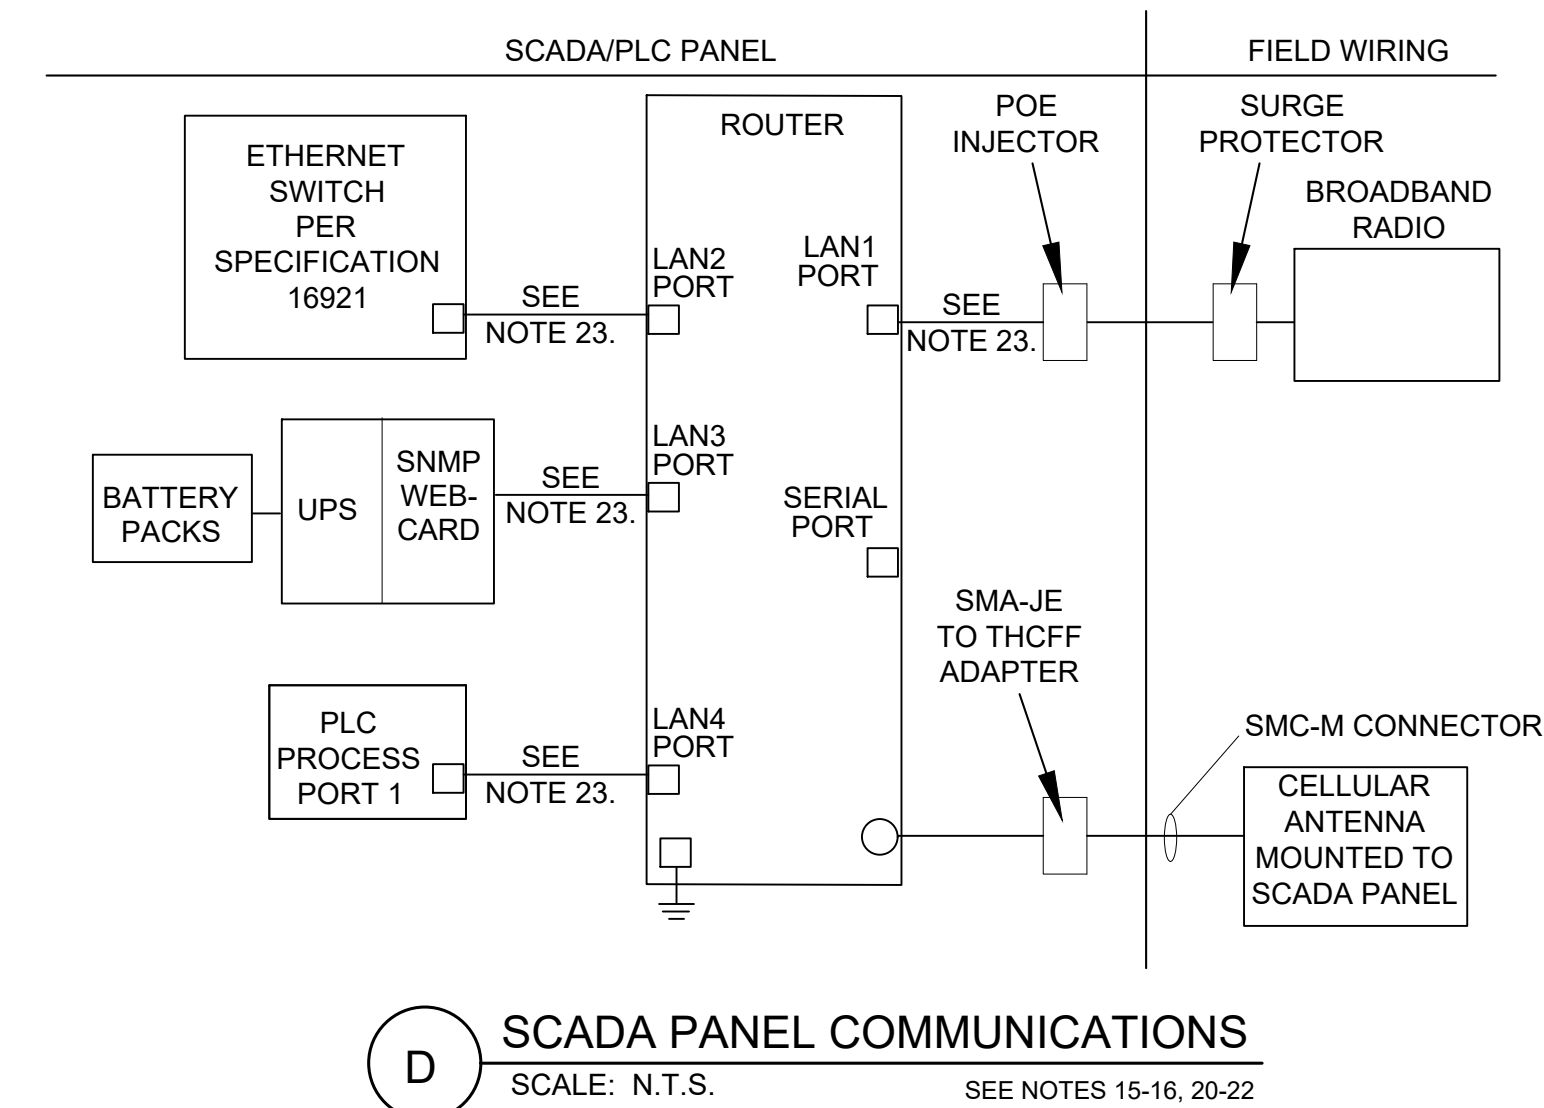 SCADA/PLC PANEL
FIELD WIRING
ETHERNET
SWITCH
PER
SPECIFICATION
16921
SEE
NOTE 23.
ROUTER
LAN2
PORT
LAN1
PORT
SEE
NOTE 23.
POE
INJECTOR
SURGE
PROTECTOR
BROADBAND
RADIO
BATTERY
PACKS
UPS
SNMP
WEB-
CARD
SEE
NOTE 23.
LAN3
PORT
SERIAL
PORT
SMA-JE
TO THCFF
ADAPTER
PLC
PROCESS
PORT 1
SEE
NOTE 23.
LAN4
PORT
SMC-M CONNECTOR
CELLULAR
ANTENNA
MOUNTED TO
SCADA PANEL
D
SCADA PANEL COMMUNICATIONS
SCALE: N.T.S.
SEE NOTES 15-16, 20-22